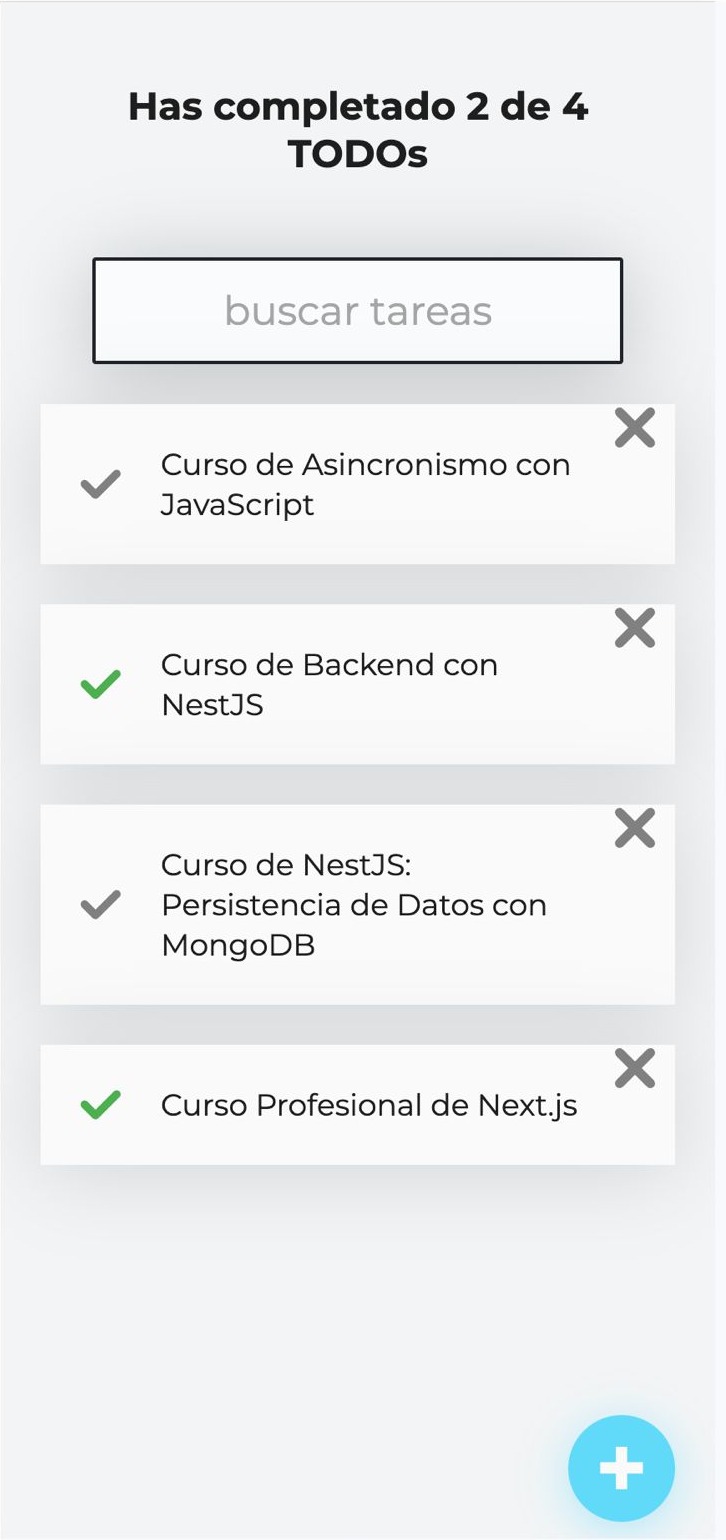 Has completado 2 de 4
TODOs
buscar tareas
Curso de Asincronismo con
JavaScript
Curso de Backend con
NestJS
Curso de NestJS:
Persistencia de Datos con
MongoDB
Curso Profesional de Next.js